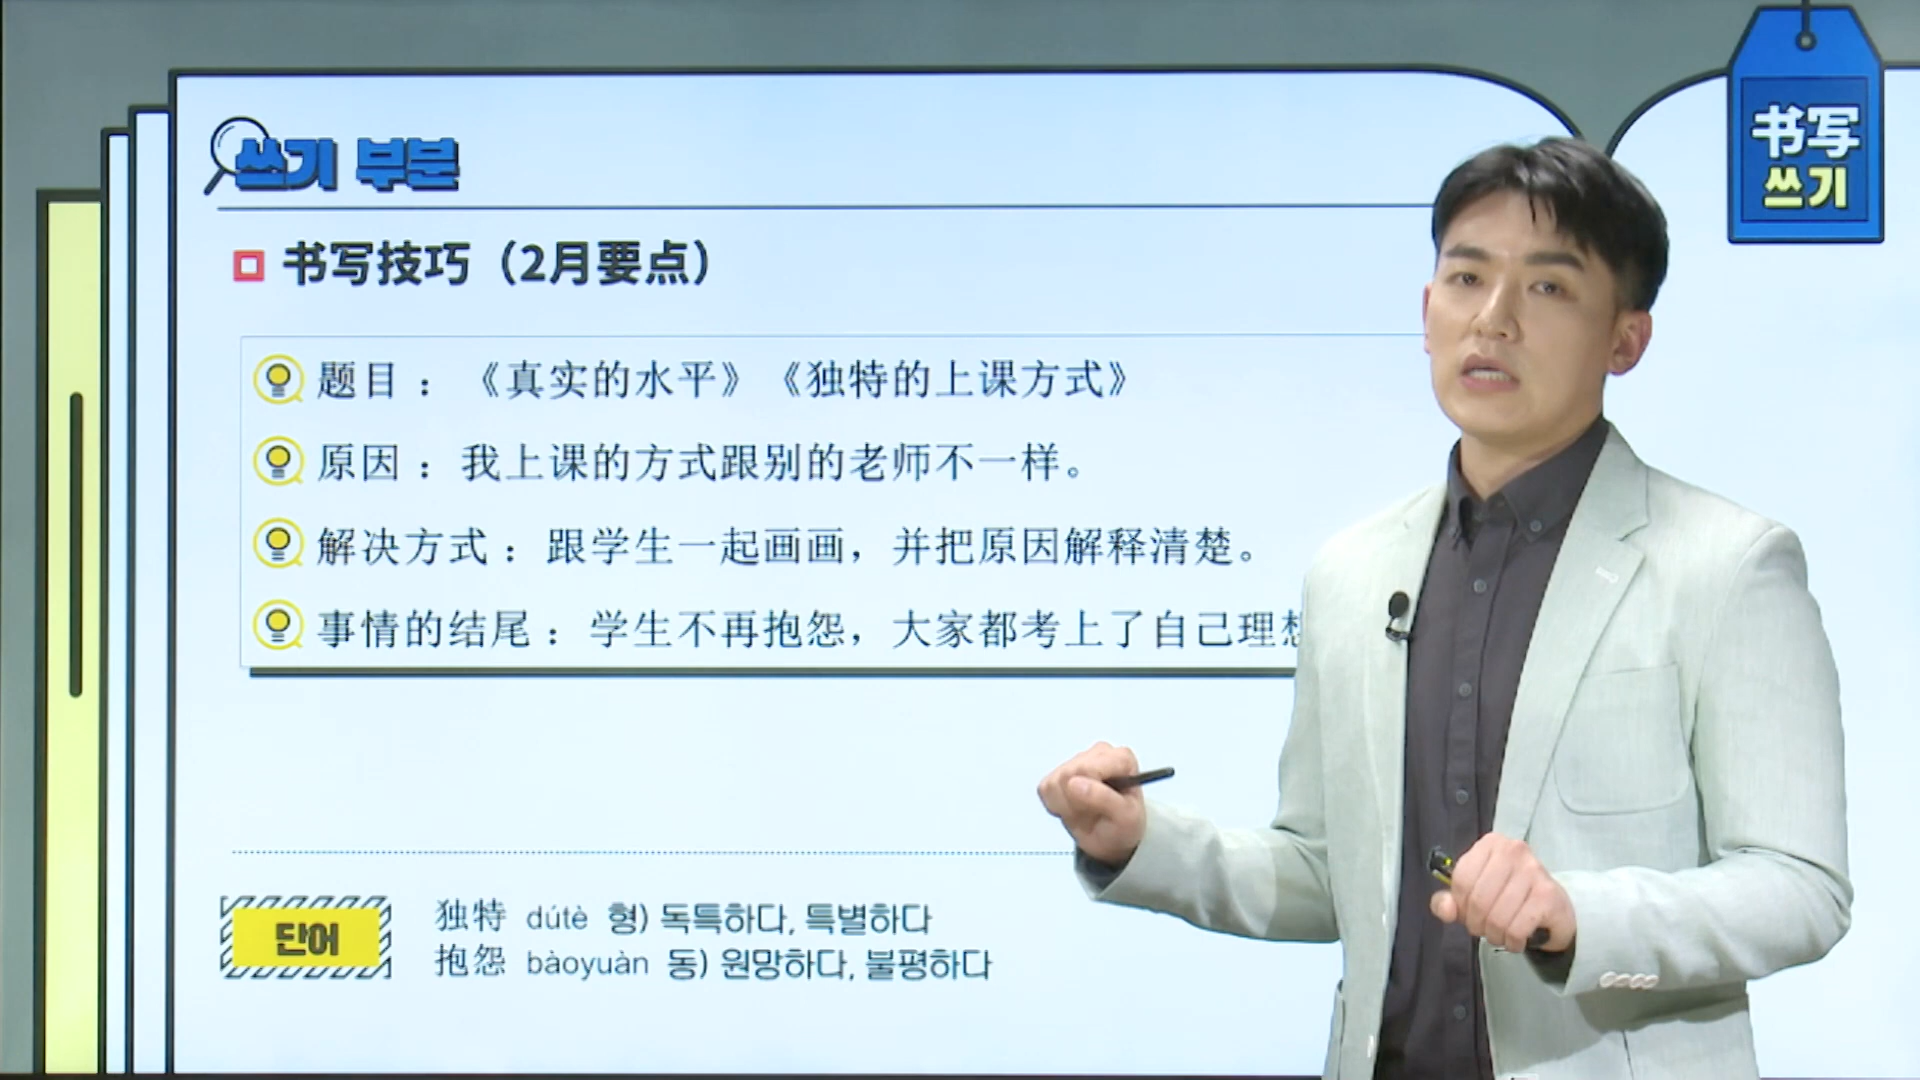 书写
쓰기
쓰기 부분
书写技巧（2月要点）
题目：《真实的水平》《独特的上课方式》
原因：我上课的方式跟别的老师不一样。
解决方式：跟学生一起画画，并把原因解释清楚。
事情的结尾：学生不再抱怨，大家都考上了自己理想
단어
独特 dútè 형) 독특하다, 특별하다
抱怨 bàoyuàn 동) 원망하다, 불평하다